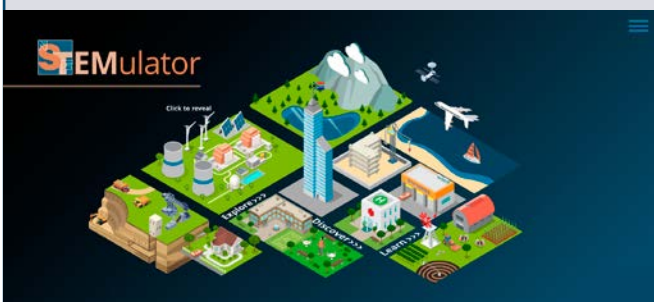 STEMulator
Click to reveal
Explore>>>
Discover>>>
Learn>>>
H